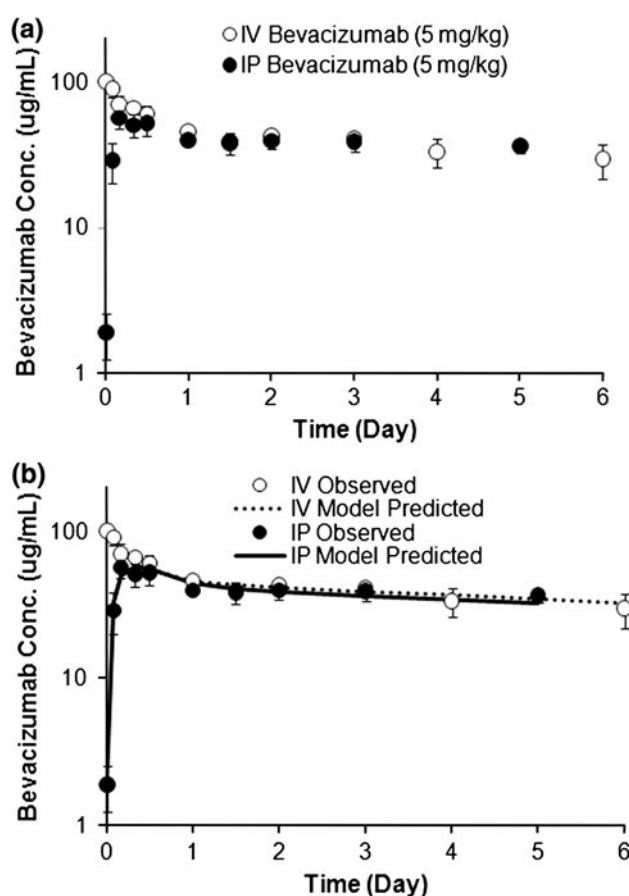 (a)
IV Bevacizumab (5 mg/kg)
IP Bevacizumab (5 mg/kg)
Bevacizumab Conc. (ug/mL)
100
10
1
0 1 2 3 4 5 6
Time (Day)
(b)
IV Observed
IV Model Predicted
IP Observed
IP Model Predicted
Bevacizumab Conc. (ug/mL)
100
10
1
0 1 2 3 4 5 6
Time (Day)